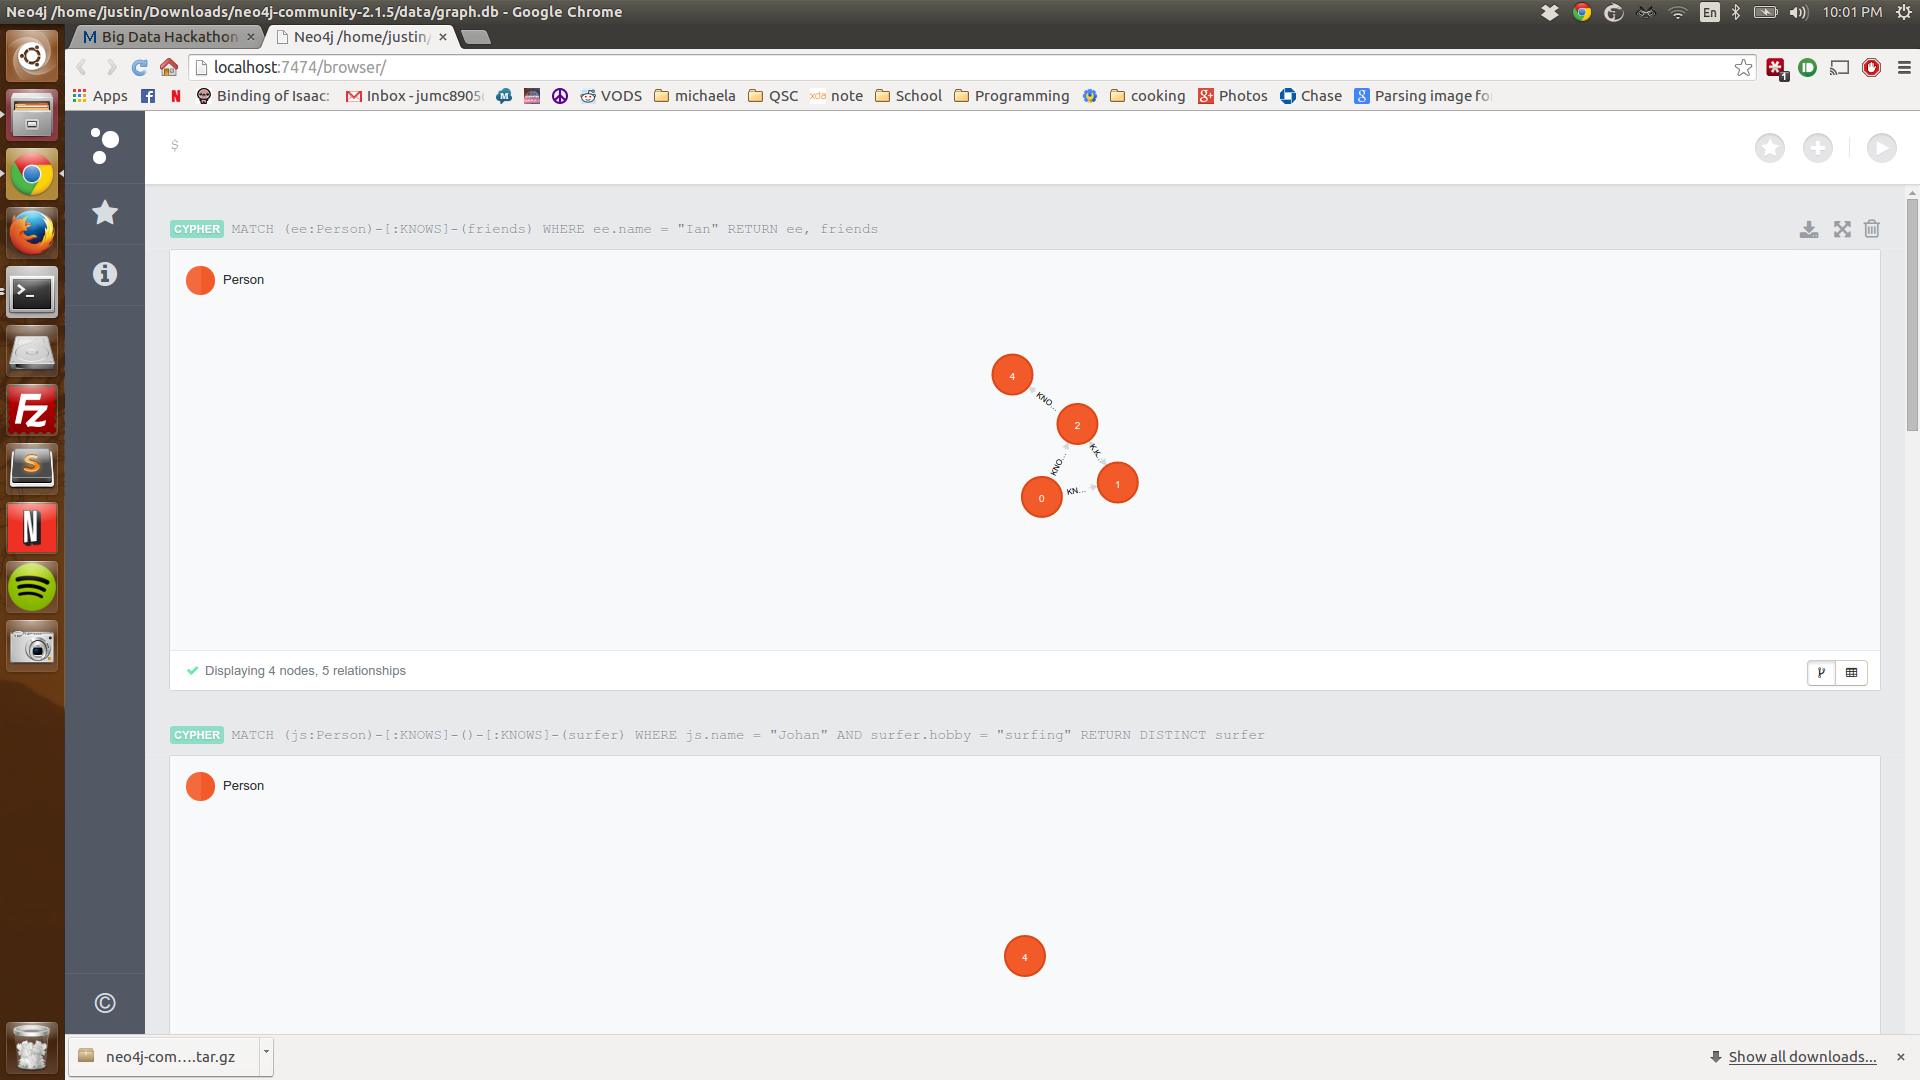 Neo4j /home/justin/Downloads/neo4j-community-2.1.5/data/graph.db - Google Chrome
En
10:01 PM
Big Data Hackathon
Neo4j /home/justin/
localhost:7474/browser/
1
Apps
Binding of Isaac:
Inbox - jumc8905
VODS
michaela
QSC
xda note
School
Programming
cooking
Photos
Chase
Parsing image fo
$
CYPHER MATCH (ee:Person)-[:KNOWS]-(friends) WHERE ee.name = "Ian" RETURN ee, friends
Person
4
KNO...
2
KNO...
K.K...
0
KN...
1
Displaying 4 nodes, 5 relationships
CYPHER MATCH (js:Person)-[:KNOWS]-()-[:KNOWS]-(surfer) WHERE js.name = "Johan" AND surfer.hobby = "surfing" RETURN DISTINCT surfer
Person
4
©
neo4j-com....tar.gz
Show all downloads...